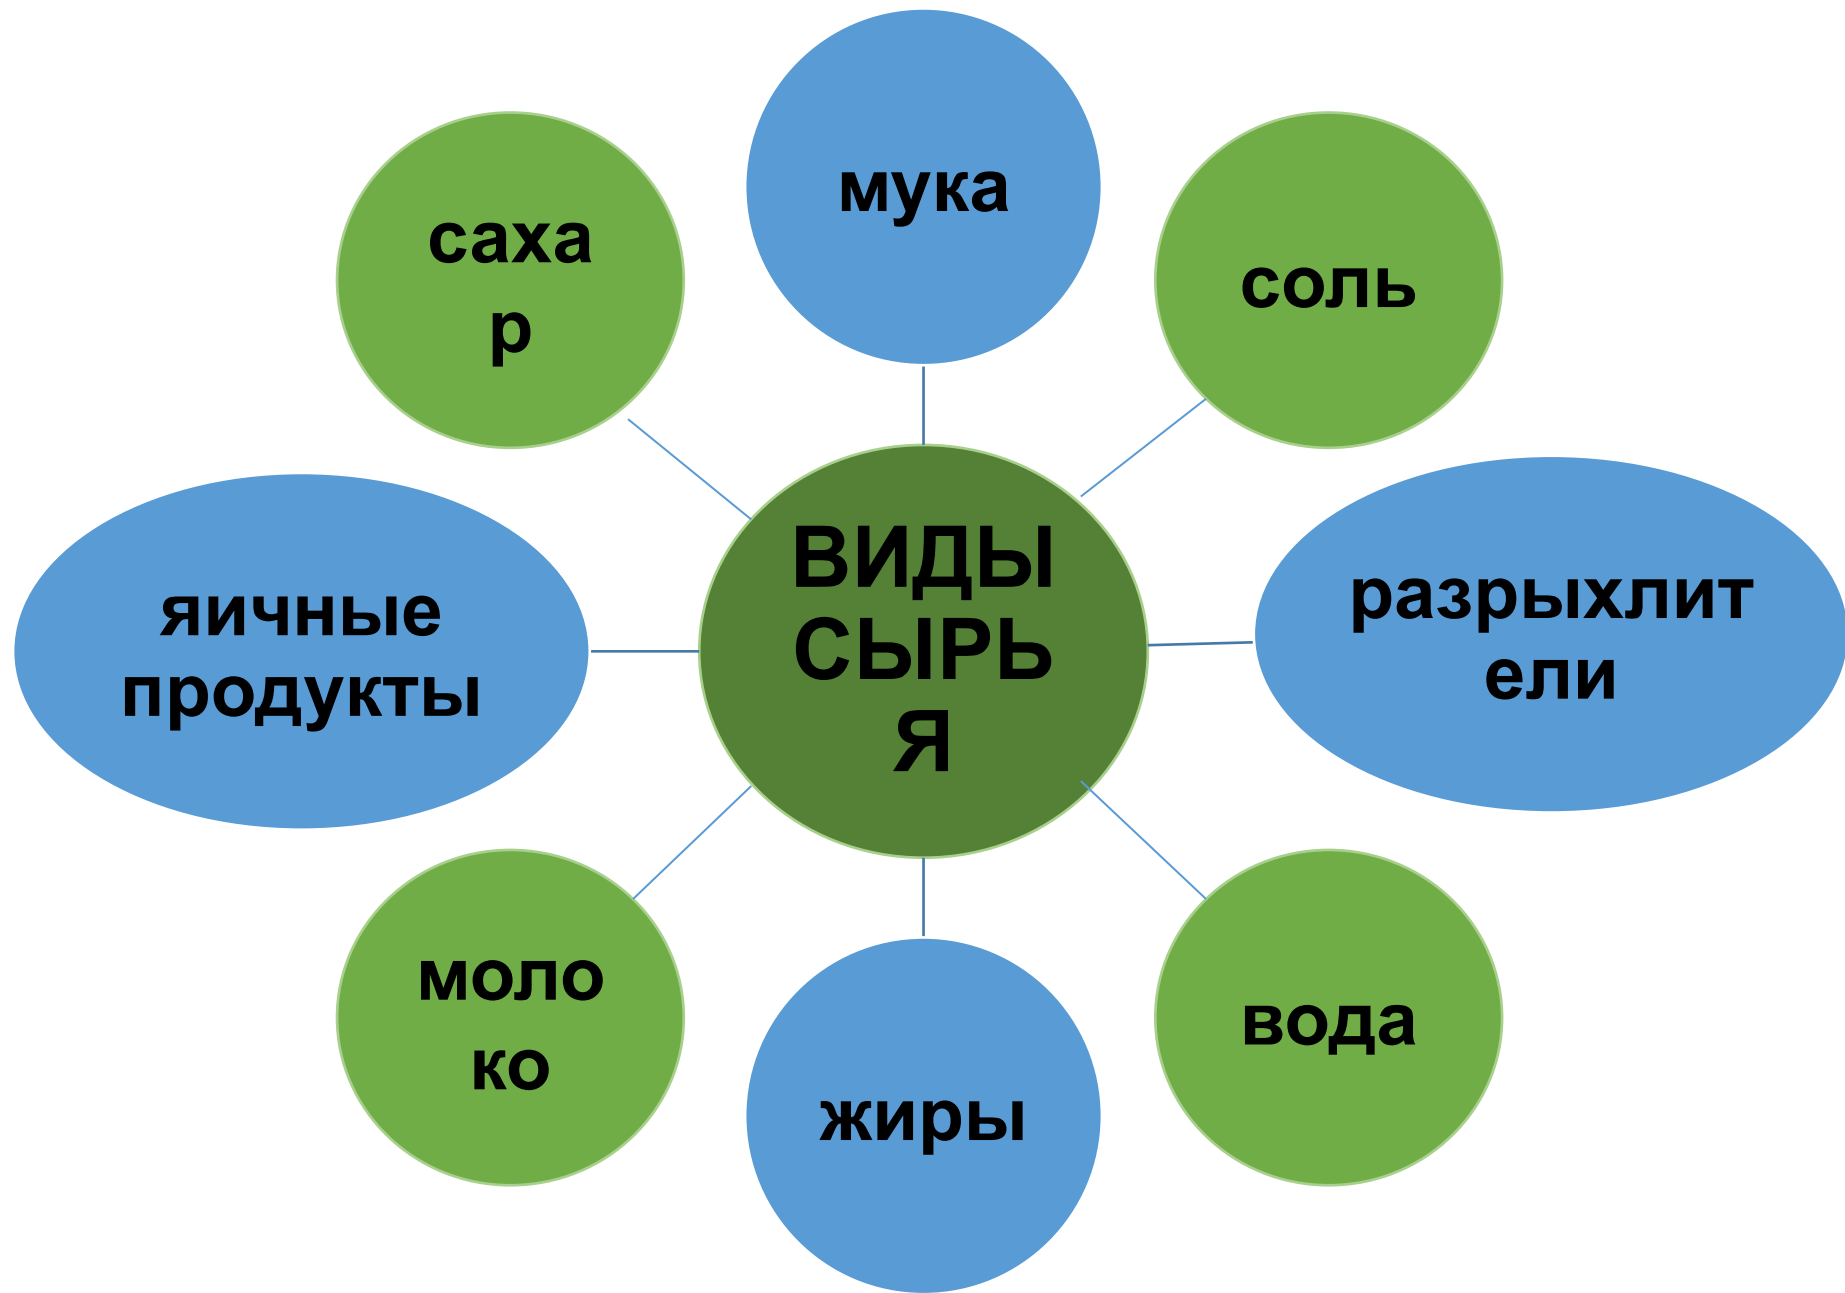 мука
саха
р
соль
ВИДЫ
СЫРЬ
Я
разрыхлит
ели
яичные
продукты
моло
ко
вода
жиры